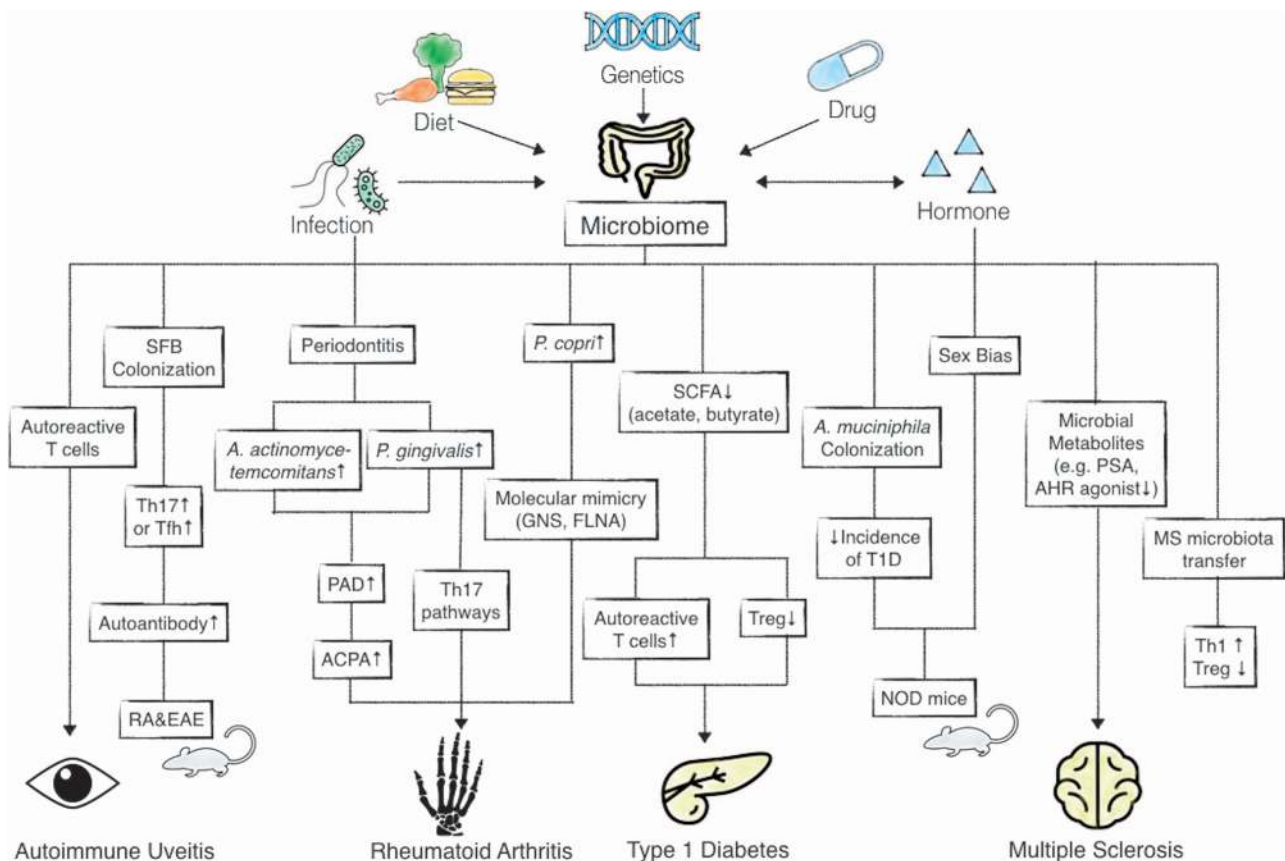 Genetics
Diet
Drug
Infection
Microbiome
Hormone
SFB
Colonization
Periodontitis
P. copri↑
Sex Bias
Autoreactive
T cells
A. actinomyce-
temcomitans↑
P. gingivalis↑
SCFA↓
(acetate, butyrate)
A. muciniphila
Colonization
Microbial
Metabolites
(e.g. PSA,
AHR agonist↓)
Th17↑
or Tfh↑
Molecular mimicry
(GNS, FLNA)
↓Incidence
of T1D
MS microbiota
transfer
PAD↑
Th17
pathways
Autoantibody↑
Autoreactive
T cells↑
Treg↓
ACPA↑
Th1 ↑
Treg ↓
RA&EAE
NOD mice
Autoimmune Uveitis
Rheumatoid Arthritis
Type 1 Diabetes
Multiple Sclerosis